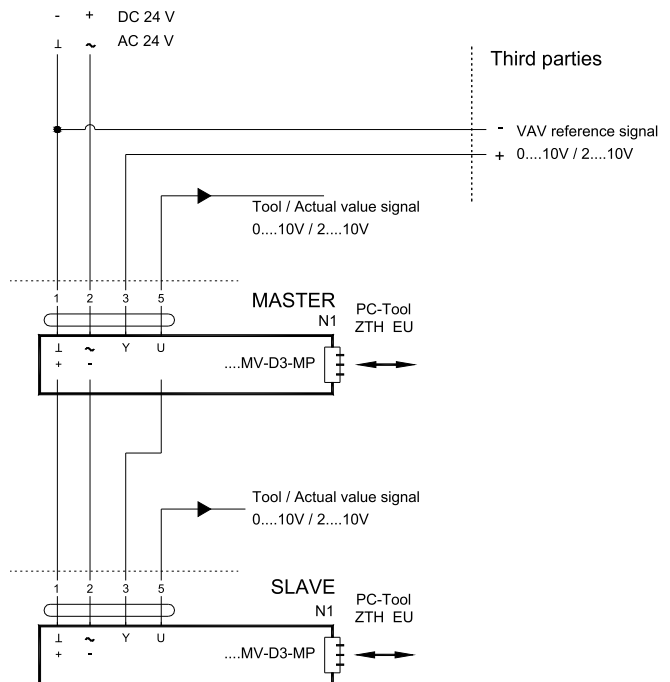 - + DC 24 V
⊥ ~ AC 24 V
Third parties
- VAV reference signal
+ 0....10V / 2....10V
Tool / Actual value signal
0....10V / 2....10V
1 2 3 5
MASTER
N1
PC-Tool
ZTH EU
⊥ ~ Y U
+ -
....MV-D3-MP
Tool / Actual value signal
0....10V / 2....10V
1 2 3 5
SLAVE
N1
PC-Tool
ZTH EU
⊥ ~ Y U
+ -
....MV-D3-MP